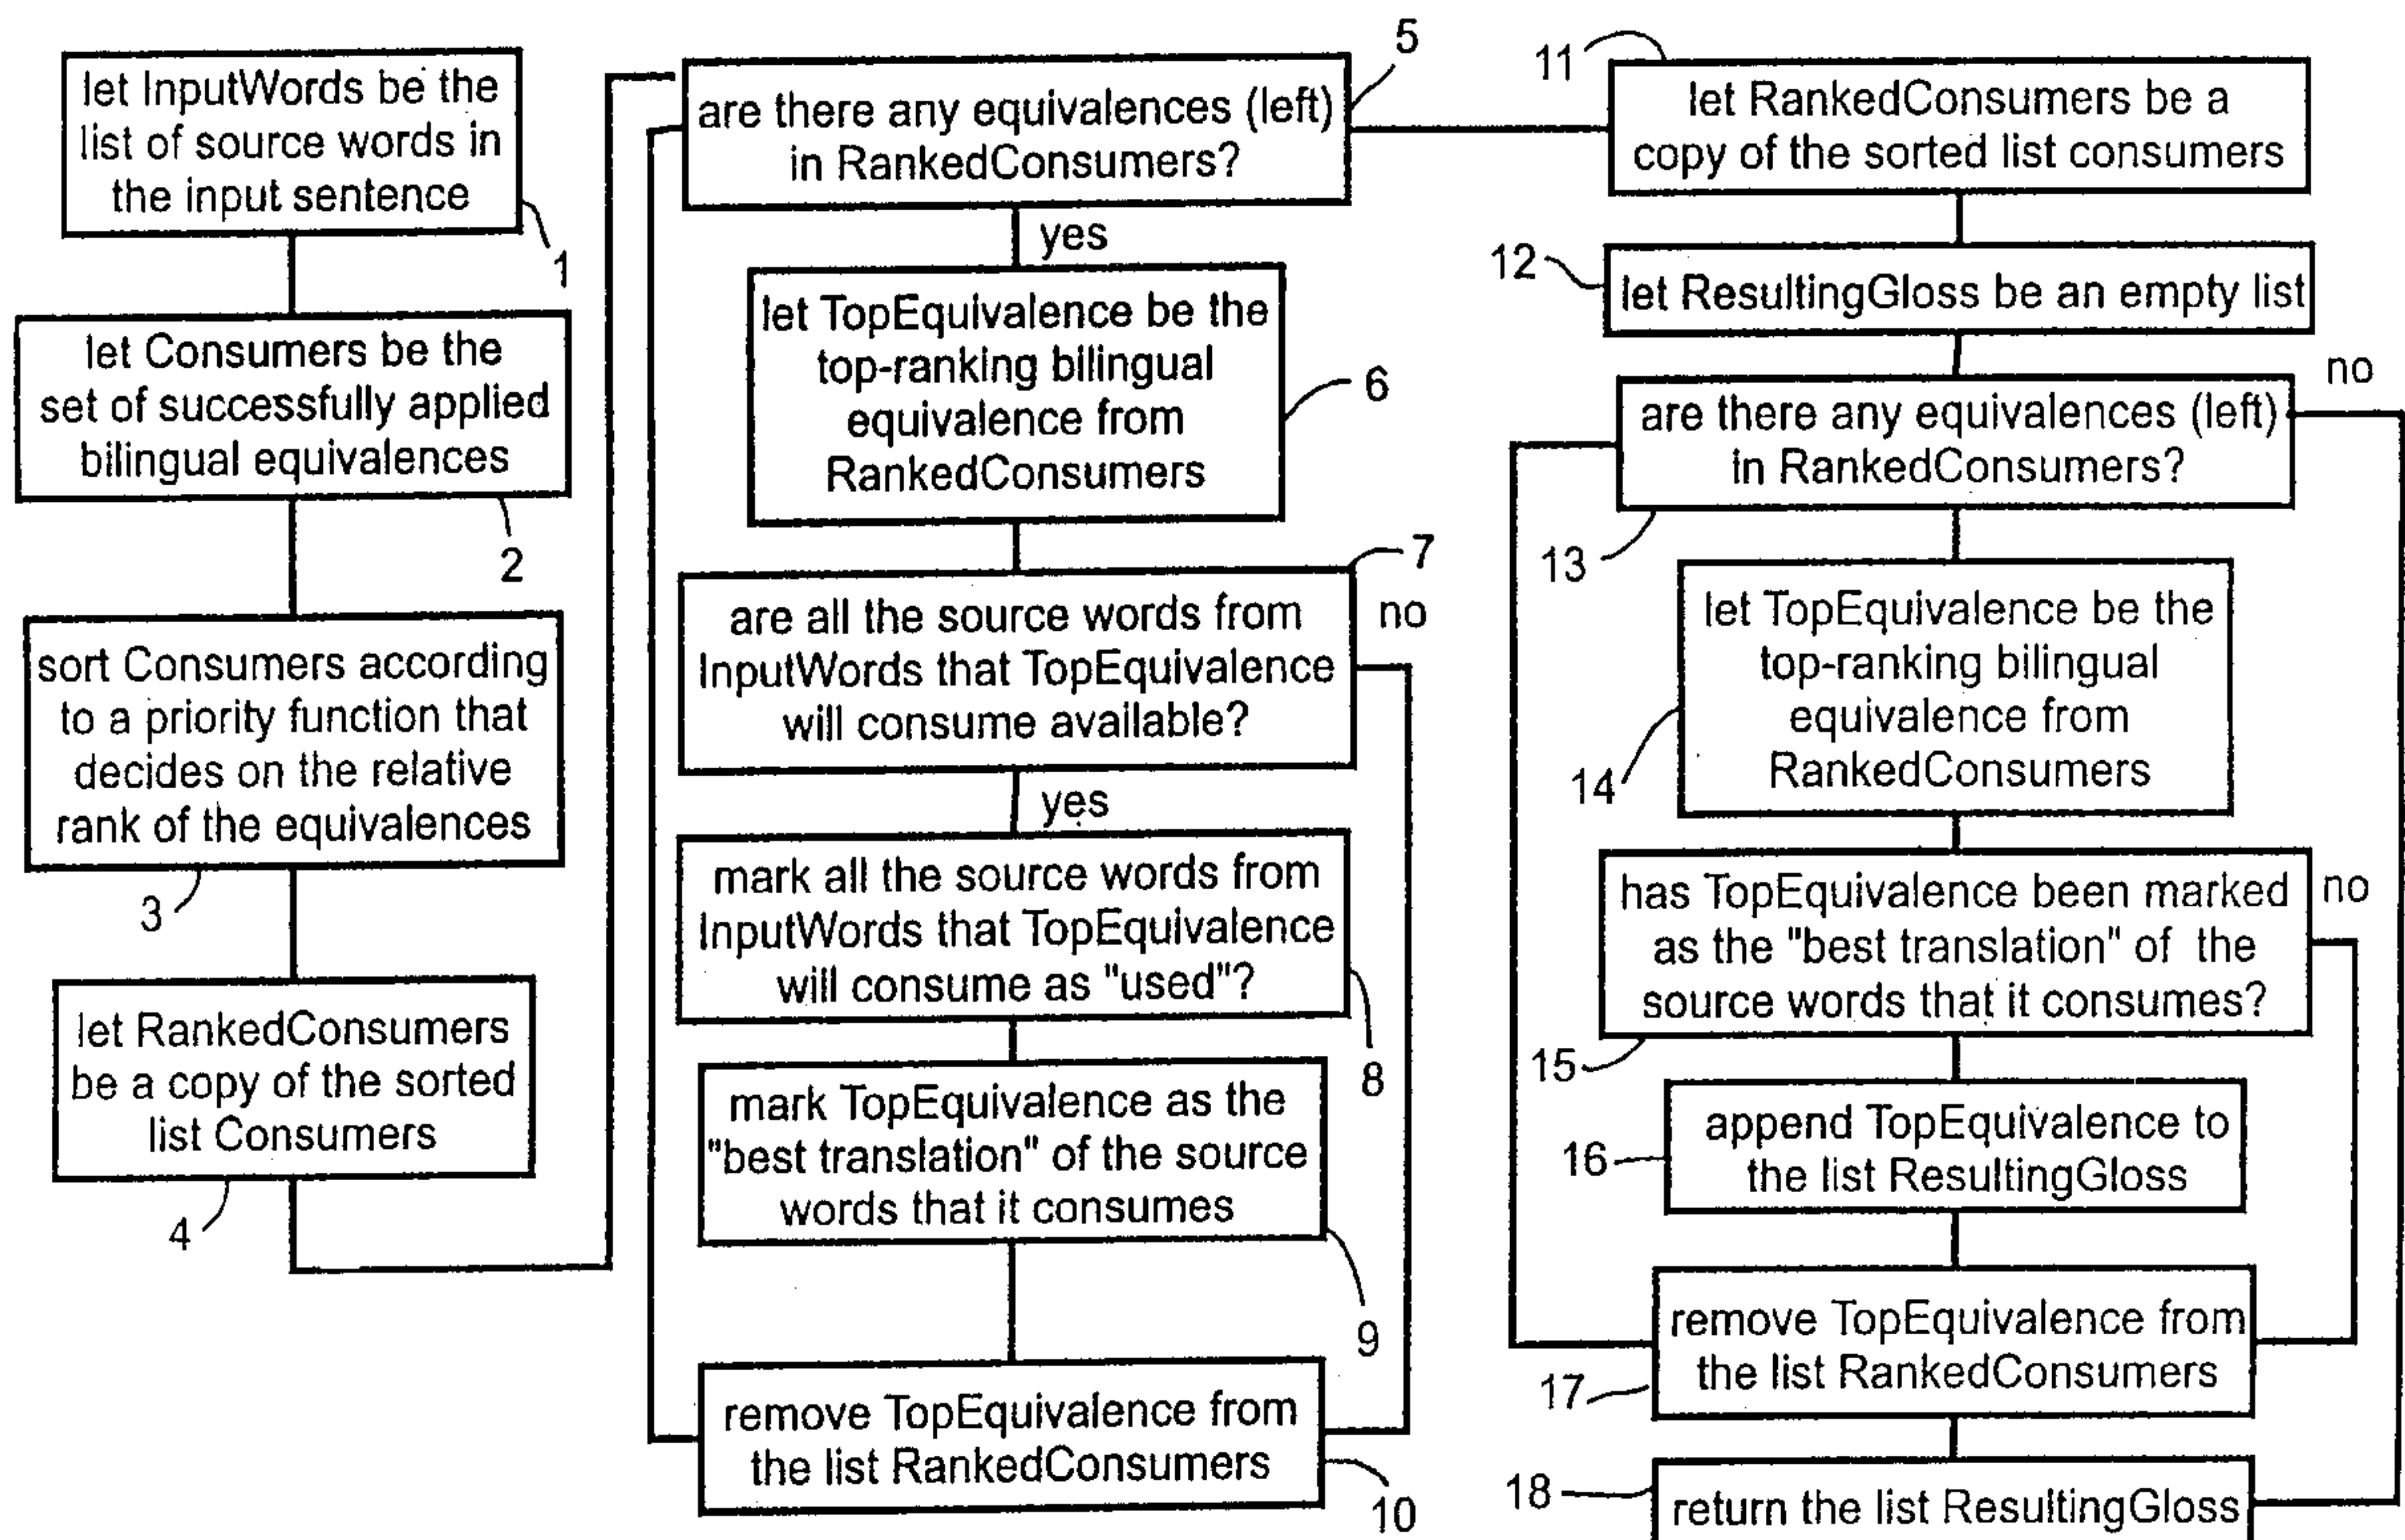 let InputWords be the
list of source words in
the input sentence
1
let Consumers be the
set of successfully applied
bilingual equivalences
2
sort Consumers according
to a priority function that
decides on the relative
rank of the equivalences
3
let RankedConsumers
be a copy of the sorted
list Consumers
4
5
are there any equivalences (left)
in RankedConsumers?
yes
let TopEquivalence be the
top-ranking bilingual
equivalence from
RankedConsumers
6
7
are all the source words from
InputWords that TopEquivalence
will consume available?
no
yes
mark all the source words from
InputWords that TopEquivalence
will consume as "used"?
8
mark TopEquivalence as the
"best translation" of the source
words that it consumes
9
remove TopEquivalence from
the list RankedConsumers
10
11
let RankedConsumers be a
copy of the sorted list consumers
12
let ResultingGloss be an empty list
no
are there any equivalences (left)
in RankedConsumers?
13
let TopEquivalence be the
top-ranking bilingual
equivalence from
RankedConsumers
14
has TopEquivalence been marked
as the "best translation" of the
source words that it consumes?
no
15
append TopEquivalence to
the list ResultingGloss
16
remove TopEquivalence from
the list RankedConsumers
17
18
return the list ResultingGloss